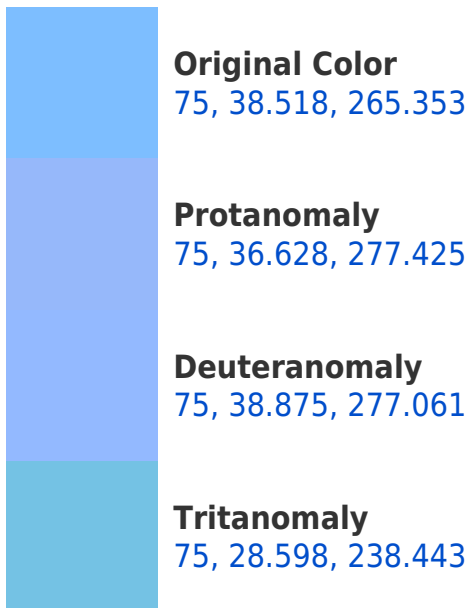 Original Color
75, 38.518, 265.353
Protanomaly
75, 36.628, 277.425
Deuteranomaly
75, 38.875, 277.061
Tritanomaly
75, 28.598, 238.443